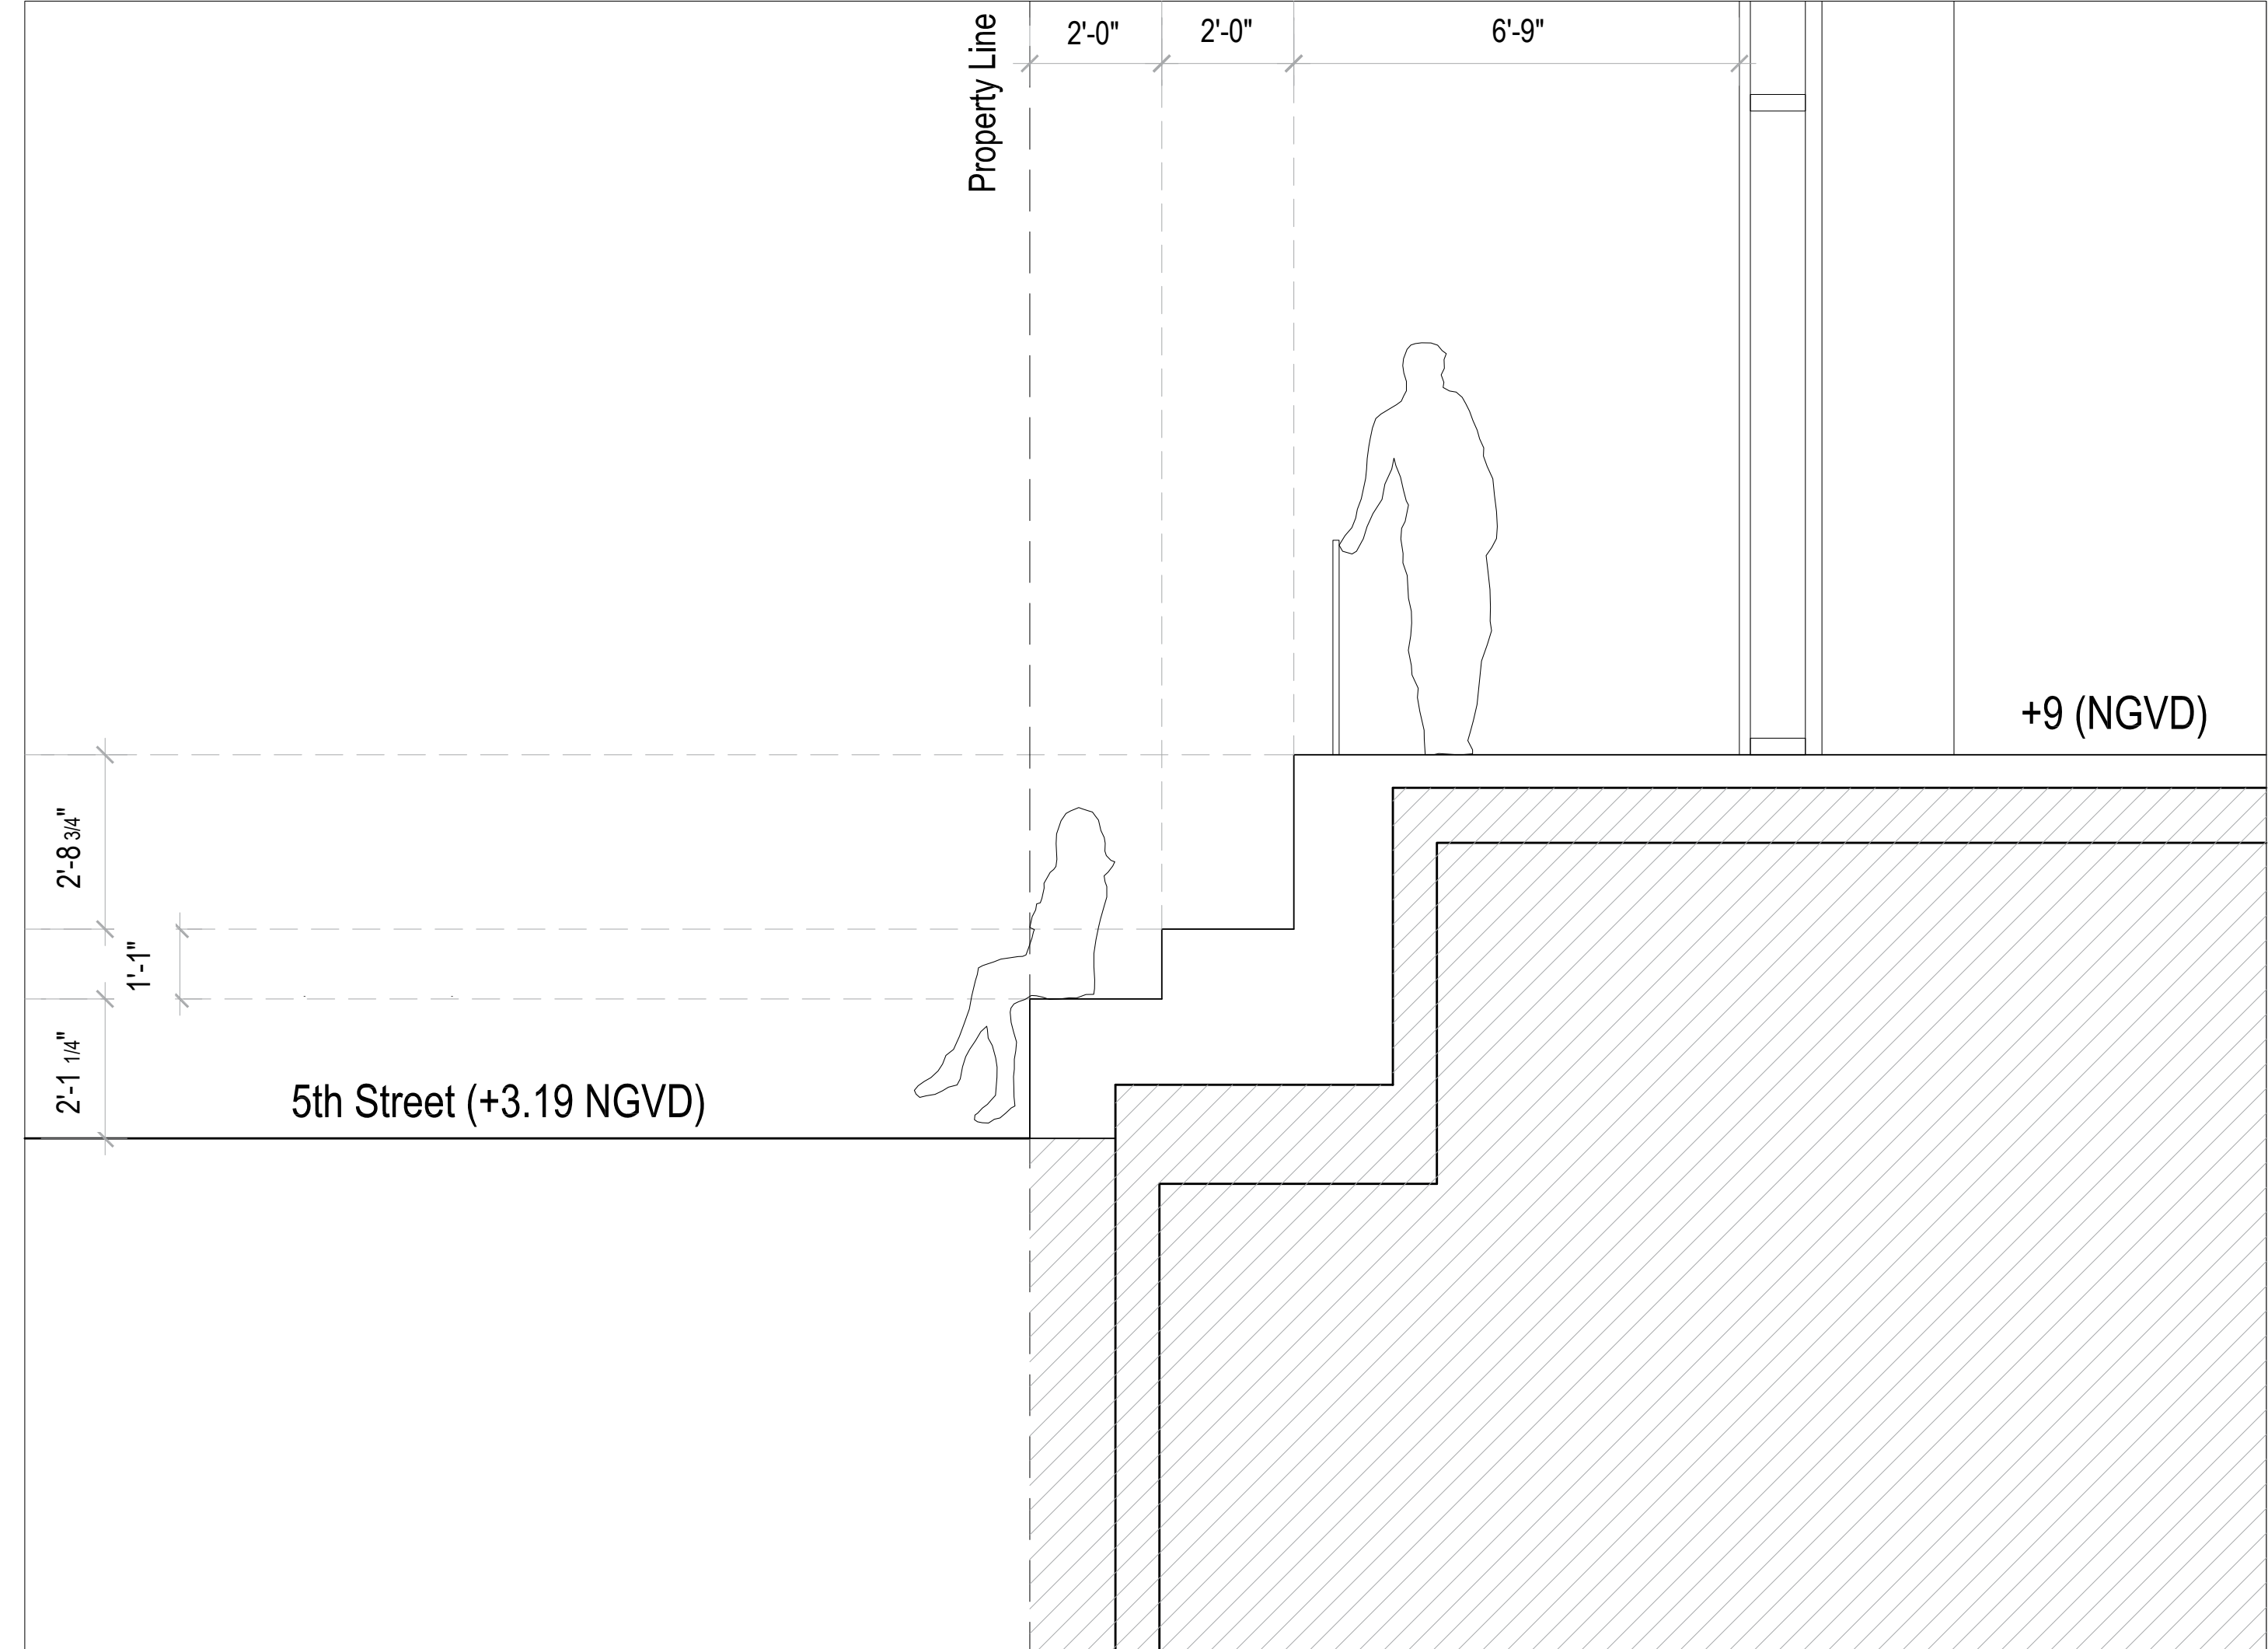 Property Line
2'-0"
2'-0"
6'-9"
+9 (NGVD)
2'-8 3/4"
1'-1"
2'-1 1/4"
5th Street (+3.19 NGVD)